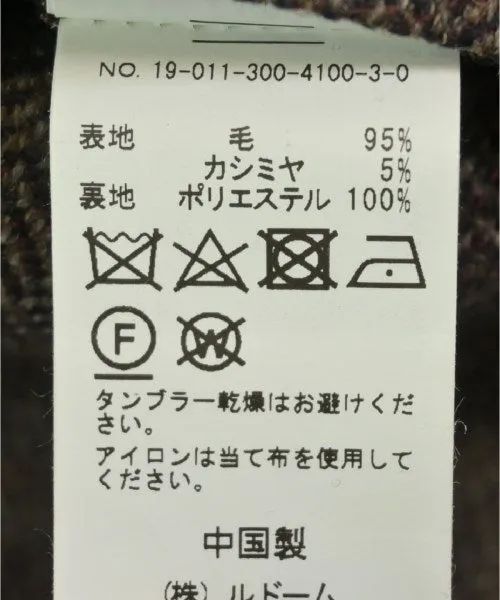 NO. 19-011-300-4100-3-0
表地 毛 95%
カシミヤ 5%
裏地 ポリエステル 100%
F W
タンブラー乾燥はお避けくだ
さい。
アイロンは当て布を使用して
ください。
中国製
(株) ルドーム